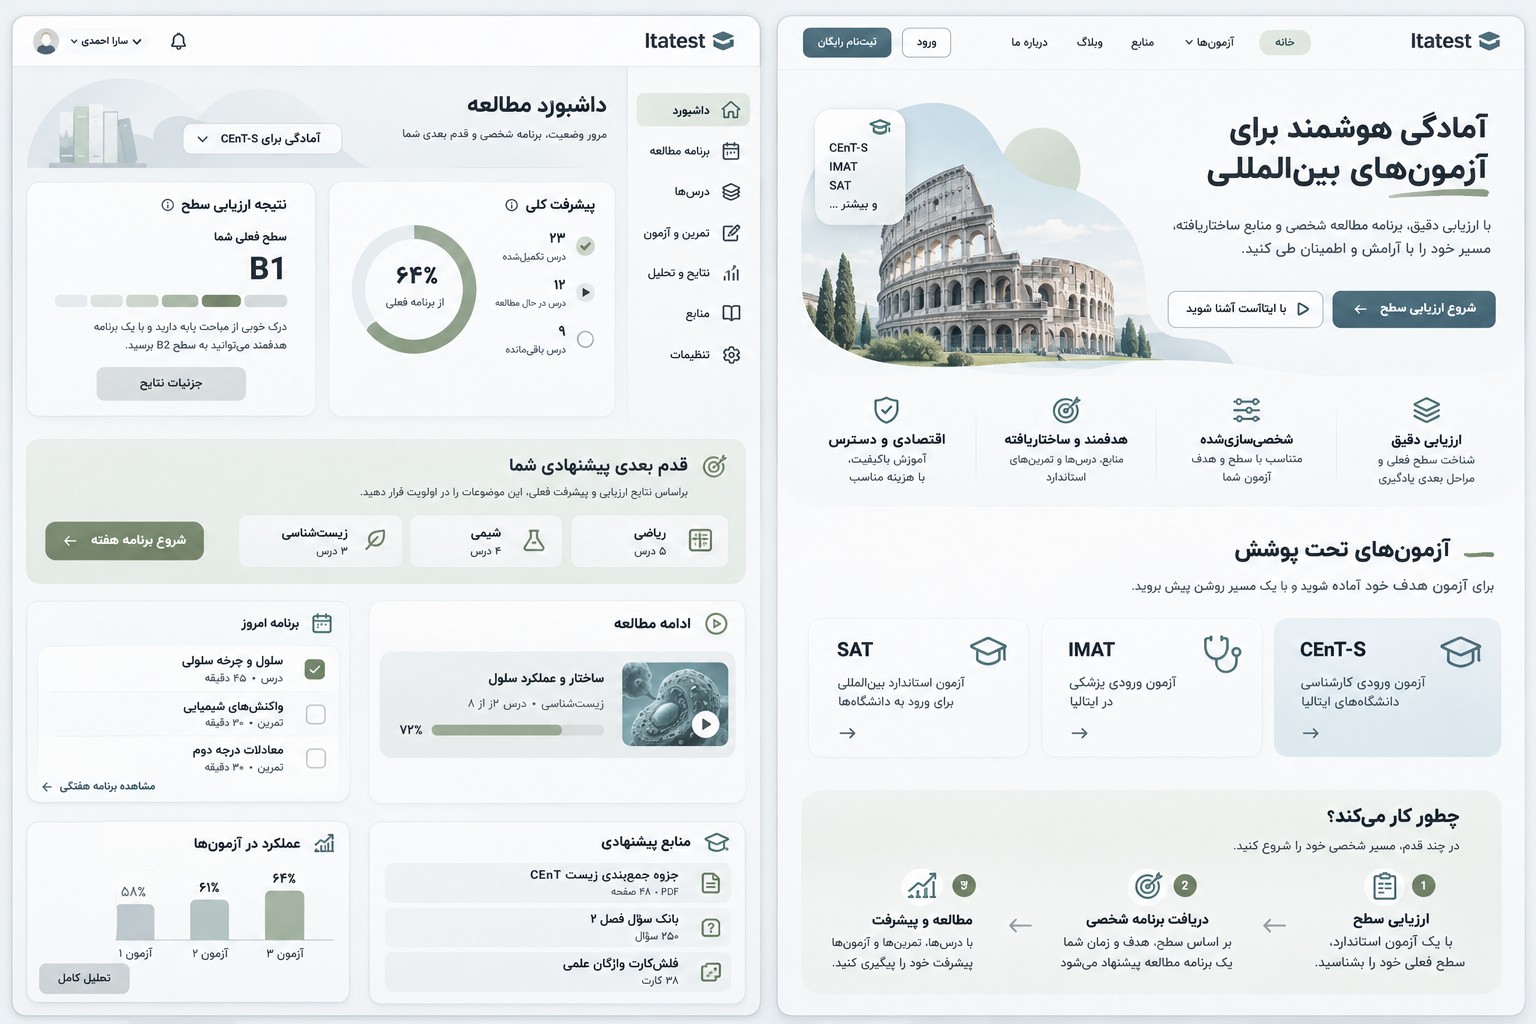 Itatest
سارا احمدی
داشبورد
برنامه مطالعه
درس‌ها
تمرین و آزمون
نتایج و تحلیل
منابع
تنظیمات
داشبورد مطالعه
مرور وضعیت، برنامه شخصی و قدم بعدی شما
آمادگی برای CEnT-S
پیشرفت کلی
۲۳
درس تکمیل‌شده
۱۲
درس در حال مطالعه
۹
درس باقی‌مانده
۶۴%
از برنامه فعلی
نتیجه ارزیابی سطح
سطح فعلی شما
B1
درک خوبی از مباحث پایه دارید و با یک برنامه
هدفمند می‌توانید به سطح B2 برسید.
جزنیات نتایج
قدم بعدی پیشنهادی شما
براساس نتایج ارزیابی و پیشرفت فعلی، این موضوعات را در اولویت قرار دهید.
ریاضی
۵ درس
شیمی
۴ درس
زیست‌شناسی
۳ درس
شروع برنامه هفته
ادامه مطالعه
ساختار و عملکرد سلول
زیست‌شناسی • درس ۲از از ۸
۷۲%
برنامه امروز
سلول و چرخه سلولی
درس • ۴۵ دقیقه
واکنش‌های شیمیایی
تمرین • ۳۰ دقیقه
معادلات درجه دوم
تمرین • ۳۰ دقیقه
مشاهده برنامه هفتگی
منابع پیشنهادی
جزوه جمع‌بندی زیست CEnT
PDF • ۴۸ صفحه
بانک سؤال فصل ۲
۲۵۰ سؤال
فلش‌کارت واژگان علمی
۳۸ کارت
عملکرد در آزمون‌ها
۶۴%
۶۱%
۵۸%
آزمون ۳
آزمون ۲
آزمون ۱
تحلیل کامل
Itatest
خانه
آزمون‌ها
منابع
وبلاگ
درباره ما
ورود
ثبت‌نام رایگان
آمادگی هوشمند برای
آزمون‌های بین‌المللی
با ارزیابی دقیق، برنامه مطالعه شخصی و منابع ساختاریافته،
مسیر خود را با آرامش و اطمینان طی کنید.
شروع ارزیابی سطح
با ایتاآست آشنا شوید
CEnT-S
IMAT
SAT
و بیشتر ...
ارزیابی دقیق
شناخت سطح فعلی و
مراحل بعدی یادگیری
شخصی‌سازی‌شده
متناسب با سطح و هدف
آزمون شما
هدفمند و ساختاریافته
منابع، درس‌ها و تمرین‌های
استاندارد
اقتصادی و دسترس
آموزش باکیفیت،
با هزینه مناسب
آزمون‌های تحت پوشش
برای آزمون هدف خود آماده شوید و با یک مسیر روشن پیش بروید.
CEnT-S
آزمون ورودی کارشناسی
دانشگاه‌های ایتالیا
IMAT
آزمون ورودی پزشکی
در ایتالیا
SAT
آزمون استاندارد بین‌المللی
برای ورود به دانشگاه‌ها
چطور کار می‌کند؟
در چند قدم، مسیر شخصی خود را شروع کنید.
1
ارزیابی سطح
با یک آزمون استاندارد،
سطح فعلی خود را بشناسید.
2
دریافت برنامه شخصی
بر اساس سطح، هدف و زمان شما
یک برنامه مطالعه پیشنهاد می‌شود
مطالعه و پیشرفت
با درس‌ها، تمرین‌ها و آزمون‌ها
پیشرفت خود را پیگیری کنید.